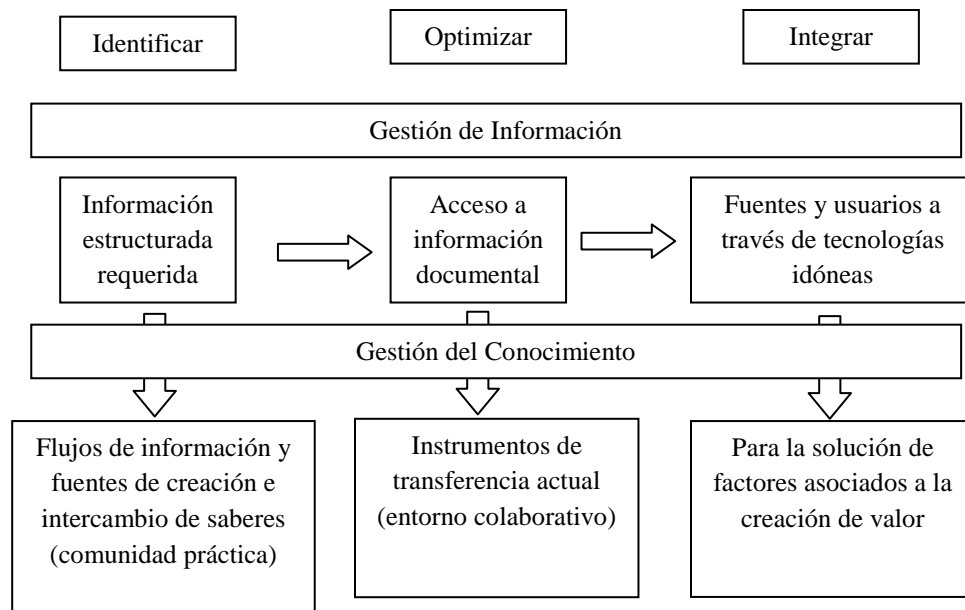 Identificar
Optimizar
Integrar
Gestión de Información
Información
estructurada
requerida
Acceso a
información
documental
Fuentes y usuarios a
través de tecnologías
idóneas
Gestión del Conocimiento
Flujos de información y
fuentes de creación e
intercambio de saberes
(comunidad práctica)
Instrumentos de
transferencia actual
(entorno colaborativo)
Para la solución de
factores asociados a la
creación de valor